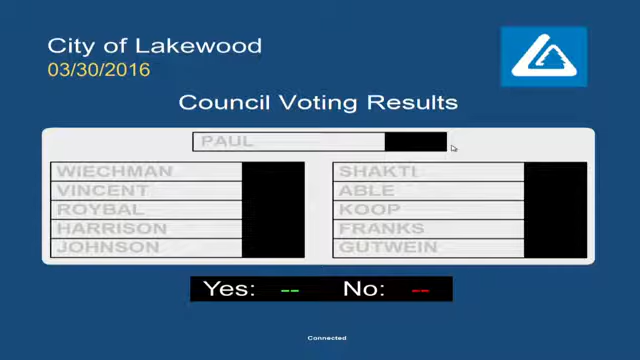 City of Lakewood
03/30/2016
Council Voting Results
PAUL
WIECHMAN
VINCENT
ROYBAL
HARRISON
JOHNSON
SHAKTI
ABLE
KOOP
FRANKS
GUTWEIN
Yes: -- No: --
Connected